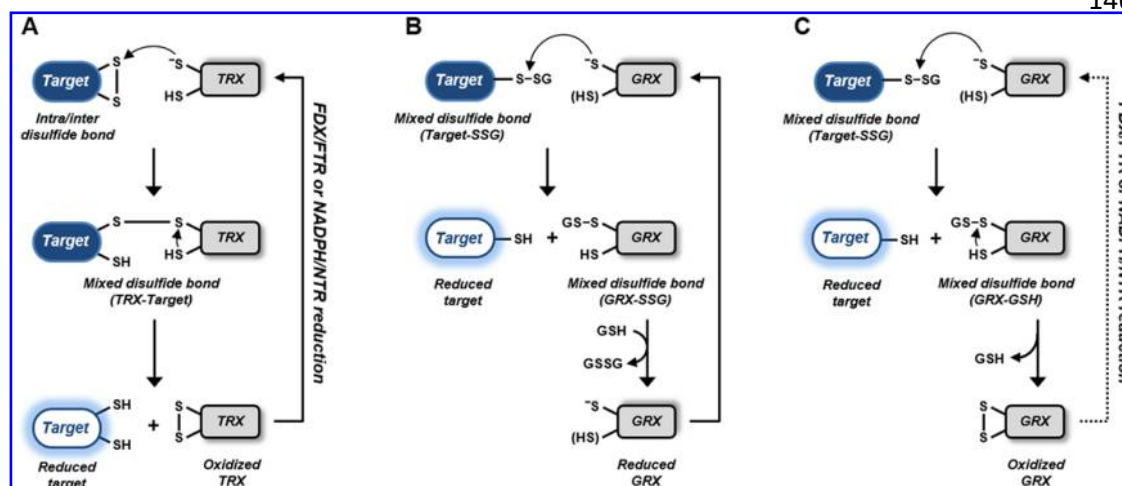 146
A
Target
S
S
⁻S
HS
TRX
Intra/inter
disulfide bond
Target
S
S
SH
HS
TRX
Mixed disulfide bond
(TRX-Target)
Target
SH
SH
+
S
S
TRX
Reduced
target
Oxidized
TRX
FDX/FTR or NADPH/NTR reduction
B
Target
S–SG
⁻S
(HS)
GRX
Mixed disulfide bond
(Target-SSG)
Target
SH
+
GS–S
HS
GRX
Reduced
target
Mixed disulfide bond
(GRX-SSG)
GSH
GSSG
⁻S
(HS)
GRX
Reduced
GRX
C
Target
S–SG
⁻S
(HS)
GRX
Mixed disulfide bond
(Target-SSG)
Target
SH
+
GS–S
HS
GRX
Reduced
target
Mixed disulfide bond
(GRX-GSH)
GSH
S
S
GRX
Oxidized
GRX